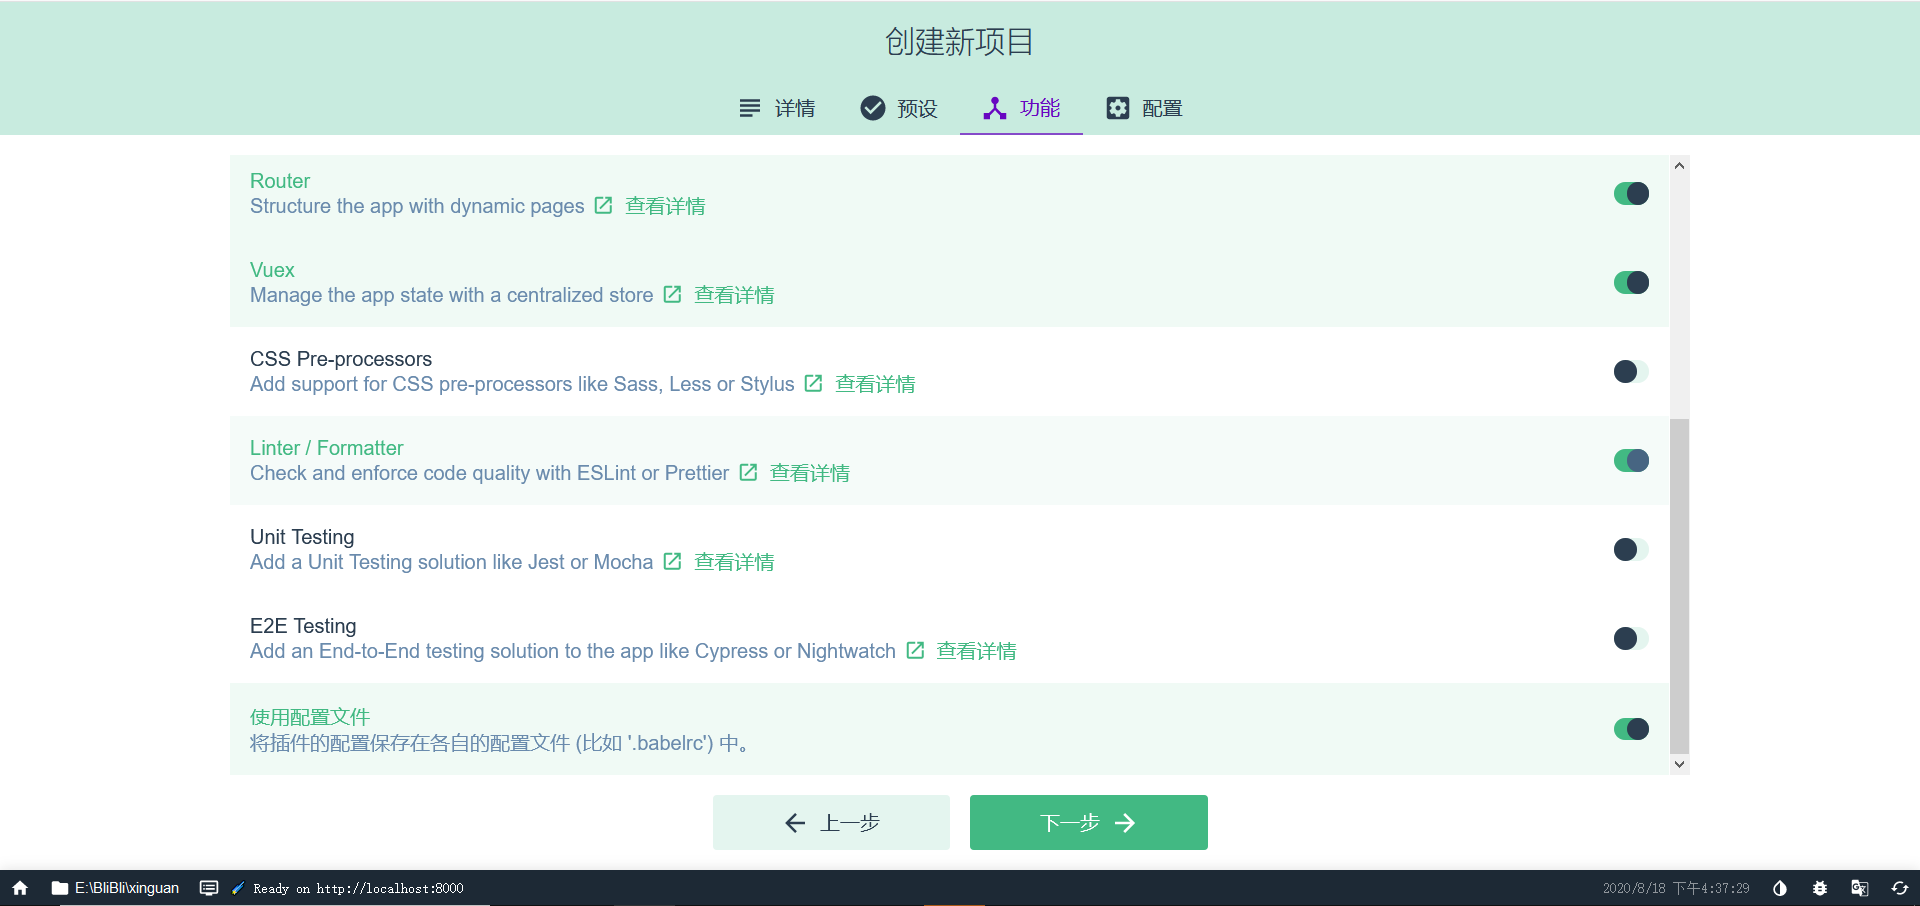 创建新项目
详情 预设 功能 配置
Router
Structure the app with dynamic pages 查看详情
Vuex
Manage the app state with a centralized store 查看详情
CSS Pre-processors
Add support for CSS pre-processors like Sass, Less or Stylus 查看详情
Linter / Formatter
Check and enforce code quality with ESLint or Prettier 查看详情
Unit Testing
Add a Unit Testing solution like Jest or Mocha 查看详情
E2E Testing
Add an End-to-End testing solution to the app like Cypress or Nightwatch 查看详情
使用配置文件
将插件的配置保存在各自的配置文件 (比如 '.babelrc') 中。
上一步 下一步
E:\BliBli\xinguan Ready on http://localhost:8000 2020/8/18 下午4:37:29